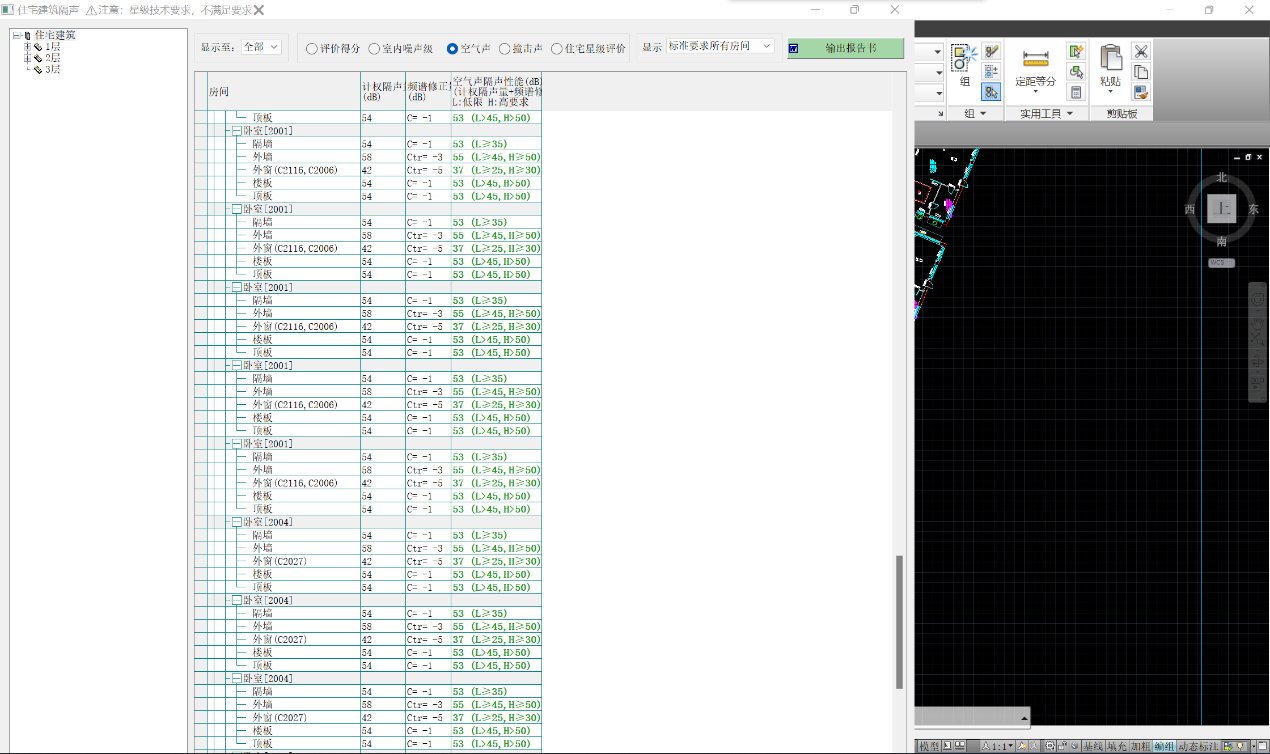 住宅建筑隔声 ⚠注意: 星级技术要求, 不满足要求✕
住宅建筑
1层
2层
3层
显示至: 全部
评价得分 室内噪声级 空气声 撞击声 住宅星级评价
显示 标准要求所有房间
输出报告书
房间 计权隔声量(dB) 频谱修正量(dB) 空气声隔声性能(dB)
L:低限 H:高要求
顶板 54 C= -1 53 (L>45,H>50)
卧室[2001]
隔墙 54 C= -1 53 (L≥35)
外墙 58 Ctr= -3 55 (L≥45,H≥50)
外窗(C2116,C2006) 42 Ctr= -5 37 (L≥25,H≥30)
楼板 54 C= -1 53 (L>45,H>50)
顶板 54 C= -1 53 (L>45,H>50)
卧室[2001]
隔墙 54 C= -1 53 (L≥35)
外墙 58 Ctr= -3 55 (L≥45,H≥50)
外窗(C2116,C2006) 42 Ctr= -5 37 (L≥25,H≥30)
楼板 54 C= -1 53 (L>45,H>50)
顶板 54 C= -1 53 (L>45,H>50)
卧室[2001]
隔墙 54 C= -1 53 (L≥35)
外墙 58 Ctr= -3 55 (L≥45,H≥50)
外窗(C2116,C2006) 42 Ctr= -5 37 (L≥25,H≥30)
楼板 54 C= -1 53 (L>45,H>50)
顶板 54 C= -1 53 (L>45,H>50)
卧室[2001]
隔墙 54 C= -1 53 (L≥35)
外墙 58 Ctr= -3 55 (L≥45,H≥50)
外窗(C2116,C2006) 42 Ctr= -5 37 (L≥25,H≥30)
楼板 54 C= -1 53 (L>45,H>50)
顶板 54 C= -1 53 (L>45,H>50)
卧室[2001]
隔墙 54 C= -1 53 (L≥35)
外墙 58 Ctr= -3 55 (L≥45,H≥50)
外窗(C2116,C2006) 42 Ctr= -5 37 (L≥25,H≥30)
楼板 54 C= -1 53 (L>45,H>50)
顶板 54 C= -1 53 (L>45,H>50)
卧室[2004]
隔墙 54 C= -1 53 (L≥35)
外墙 58 Ctr= -3 55 (L≥45,H≥50)
外窗(C2027) 42 Ctr= -5 37 (L≥25,H≥30)
楼板 54 C= -1 53 (L>45,H>50)
顶板 54 C= -1 53 (L>45,H>50)
卧室[2004]
隔墙 54 C= -1 53 (L≥35)
外墙 58 Ctr= -3 55 (L≥45,H≥50)
外窗(C2027) 42 Ctr= -5 37 (L≥25,H≥30)
楼板 54 C= -1 53 (L>45,H>50)
顶板 54 C= -1 53 (L>45,H>50)
卧室[2004]
隔墙 54 C= -1 53 (L≥35)
外墙 58 Ctr= -3 55 (L≥45,H≥50)
外窗(C2027) 42 Ctr= -5 37 (L≥25,H≥30)
楼板 54 C= -1 53 (L>45,H>50)
顶板 54 C= -1 53 (L>45,H>50)
组 定距等分 粘贴
组 实用工具 剪贴板
北
西 上 东
南
WCS
模型 1:1 基线 填充 加粗 编组 动态标注